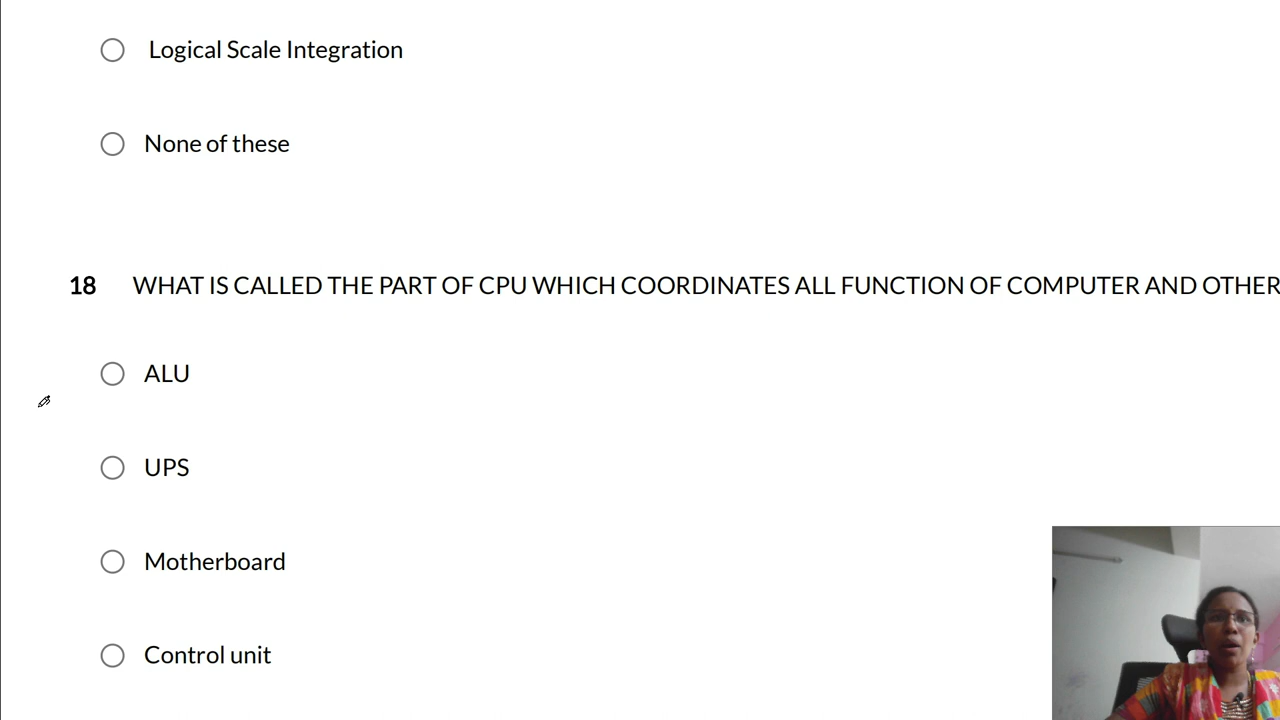 Logical Scale Integration
None of these
18 WHAT IS CALLED THE PART OF CPU WHICH COORDINATES ALL FUNCTION OF COMPUTER AND OTHER
ALU
UPS
Motherboard
Control unit